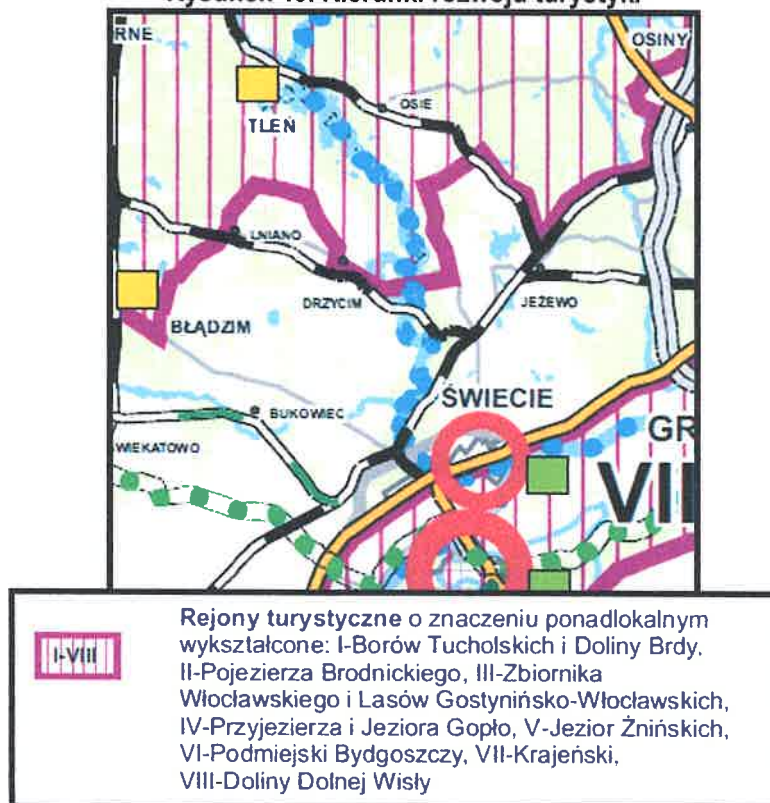 RNE
OSINY
OSIE
TLEŃ
LNIANO
DRZYCIM
JEŻEWO
BŁĄDZIM
ŚWIECIE
BUKOWIEC
GR
WIEKATOWO
VII
I-VIII
Rejony turystyczne o znaczeniu ponadlokalnym
wykształcone: I-Borów Tucholskich i Doliny Brdy,
II-Pojezierza Brodnickiego, III-Zbiornika
Włocławskiego i Lasów Gostynińsko-Włocławskich,
IV-Przyjezierza i Jeziora Gopło, V-Jezior Żnińskich,
VI-Podmiejski Bydgoszczy, VII-Krajeński,
VIII-Doliny Dolnej Wisły